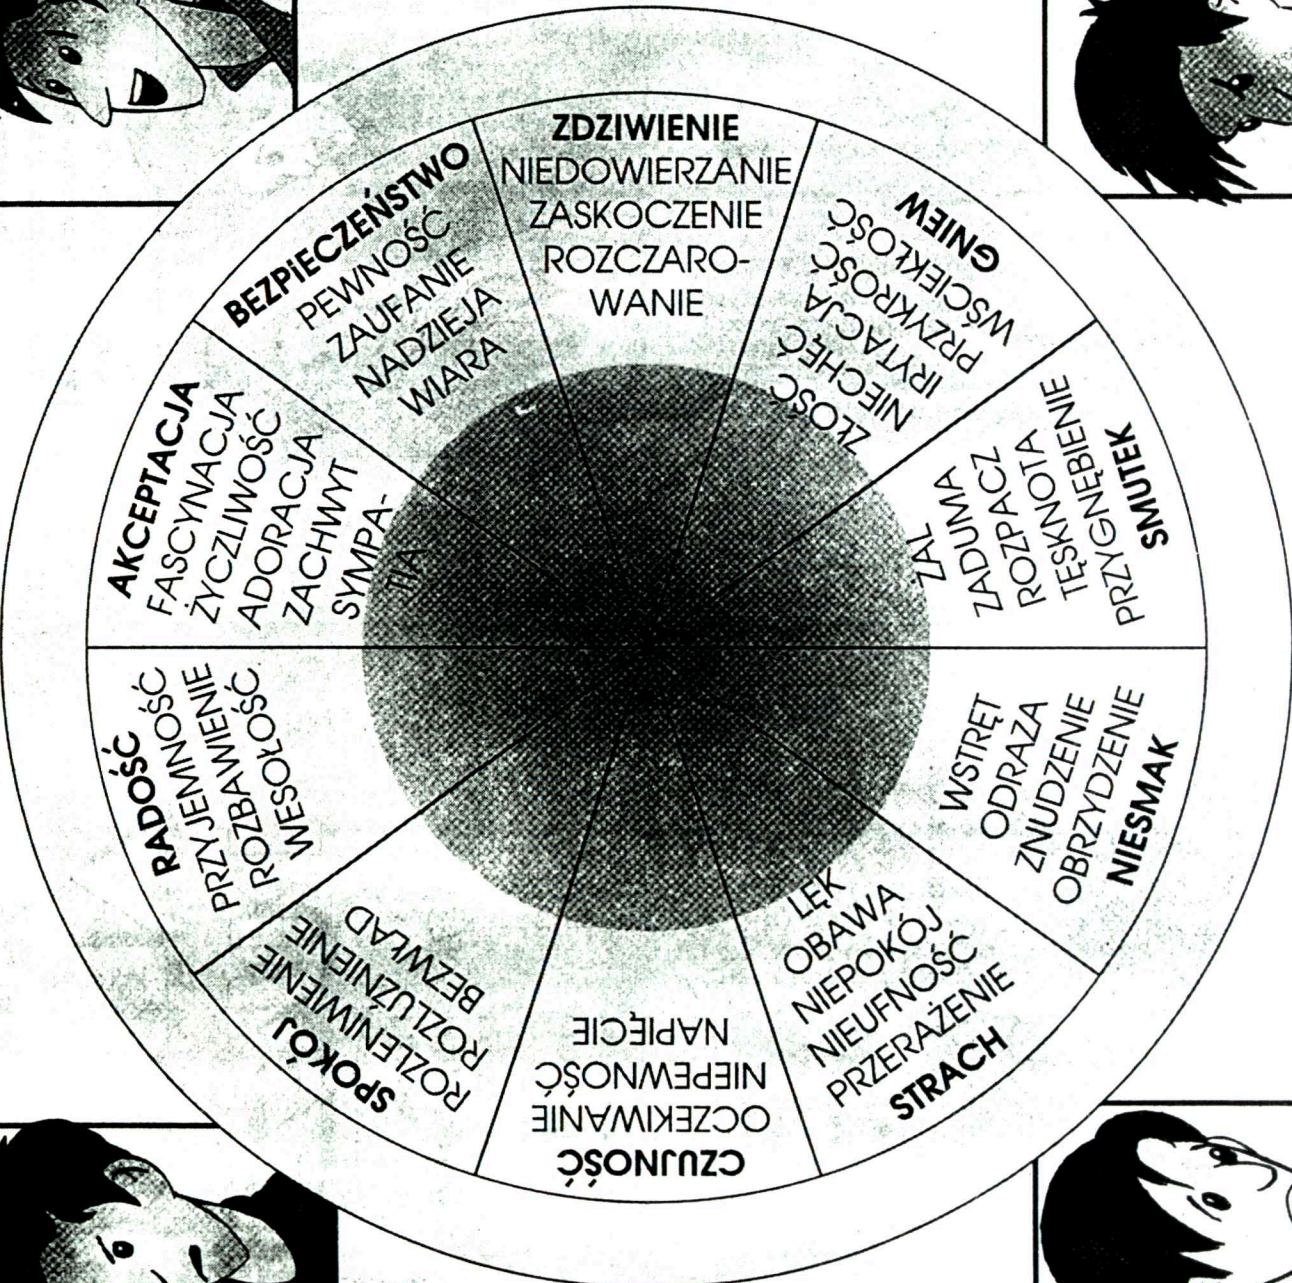 ZDZIWIENIE
NIEDOWIERZANIE
ZASKOCZENIE
ROZCZARO-
WANIE
GNIEW
WŚCIEKŁOŚĆ
PRZYKROŚĆ
IRYTACJA
NIECHĘĆ
ZŁOŚĆ
SMUTEK
PRZYGNĘBIENIE
TĘSKNOTA
ROZPACZ
ZADUMA
ŻAL
WSTRĘT
ODRAZA
ZNUDZENIE
OBRZYDZENIE
NIESMAK
LĘK
OBAWA
NIEPOKÓJ
NIEUFNOŚĆ
PRZERAŻENIE
STRACH
CZUJNOŚĆ
OCZEKIWANIE
NIEPEWNOŚĆ
NAPIĘCIE
SPOKÓJ
ROZLENIWIENIE
ROZLUŹNIENIE
BEZWŁAD
RADOŚĆ
PRZYJEMNOŚĆ
ROZBAWIENIE
WESOŁOŚĆ
AKCEPTACJA
FASCYNACJA
ŻYCZLIWOŚĆ
ADORACJA
ZACHWYT
SYMPA-
TIA
BEZPIECZEŃSTWO
PEWNOŚĆ
ZAUFANIE
NADZIEJA
WIARA